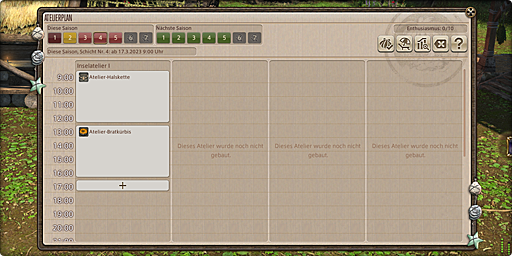 ATELIERPLAN
Diese Saison
Nächste Saison
Enthusiasmus: 0/10
1 2 3 4 5 6 7
1 2 3 4 5 6 7
Diese Saison, Schicht Nr. 4: ab 17.3.2023 9:00 Uhr
Inselatelier I
9:00
Atelier-Halskette
10:00
11:00
12:00
13:00
Atelier-Bratkürbis
14:00
Dieses Atelier wurde noch nicht gebaut.
Dieses Atelier wurde noch nicht gebaut.
Dieses Atelier wurde noch nicht gebaut.
15:00
16:00
17:00
+
18:00
19:00
20:00
21:00